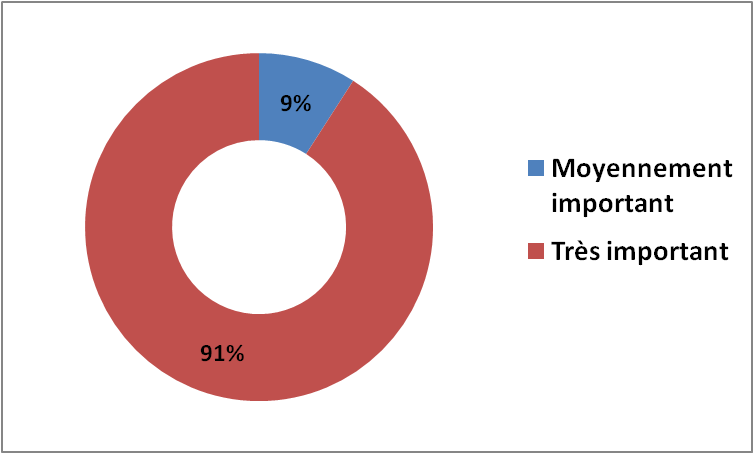 9%
91%
Moyennement
important
Très important